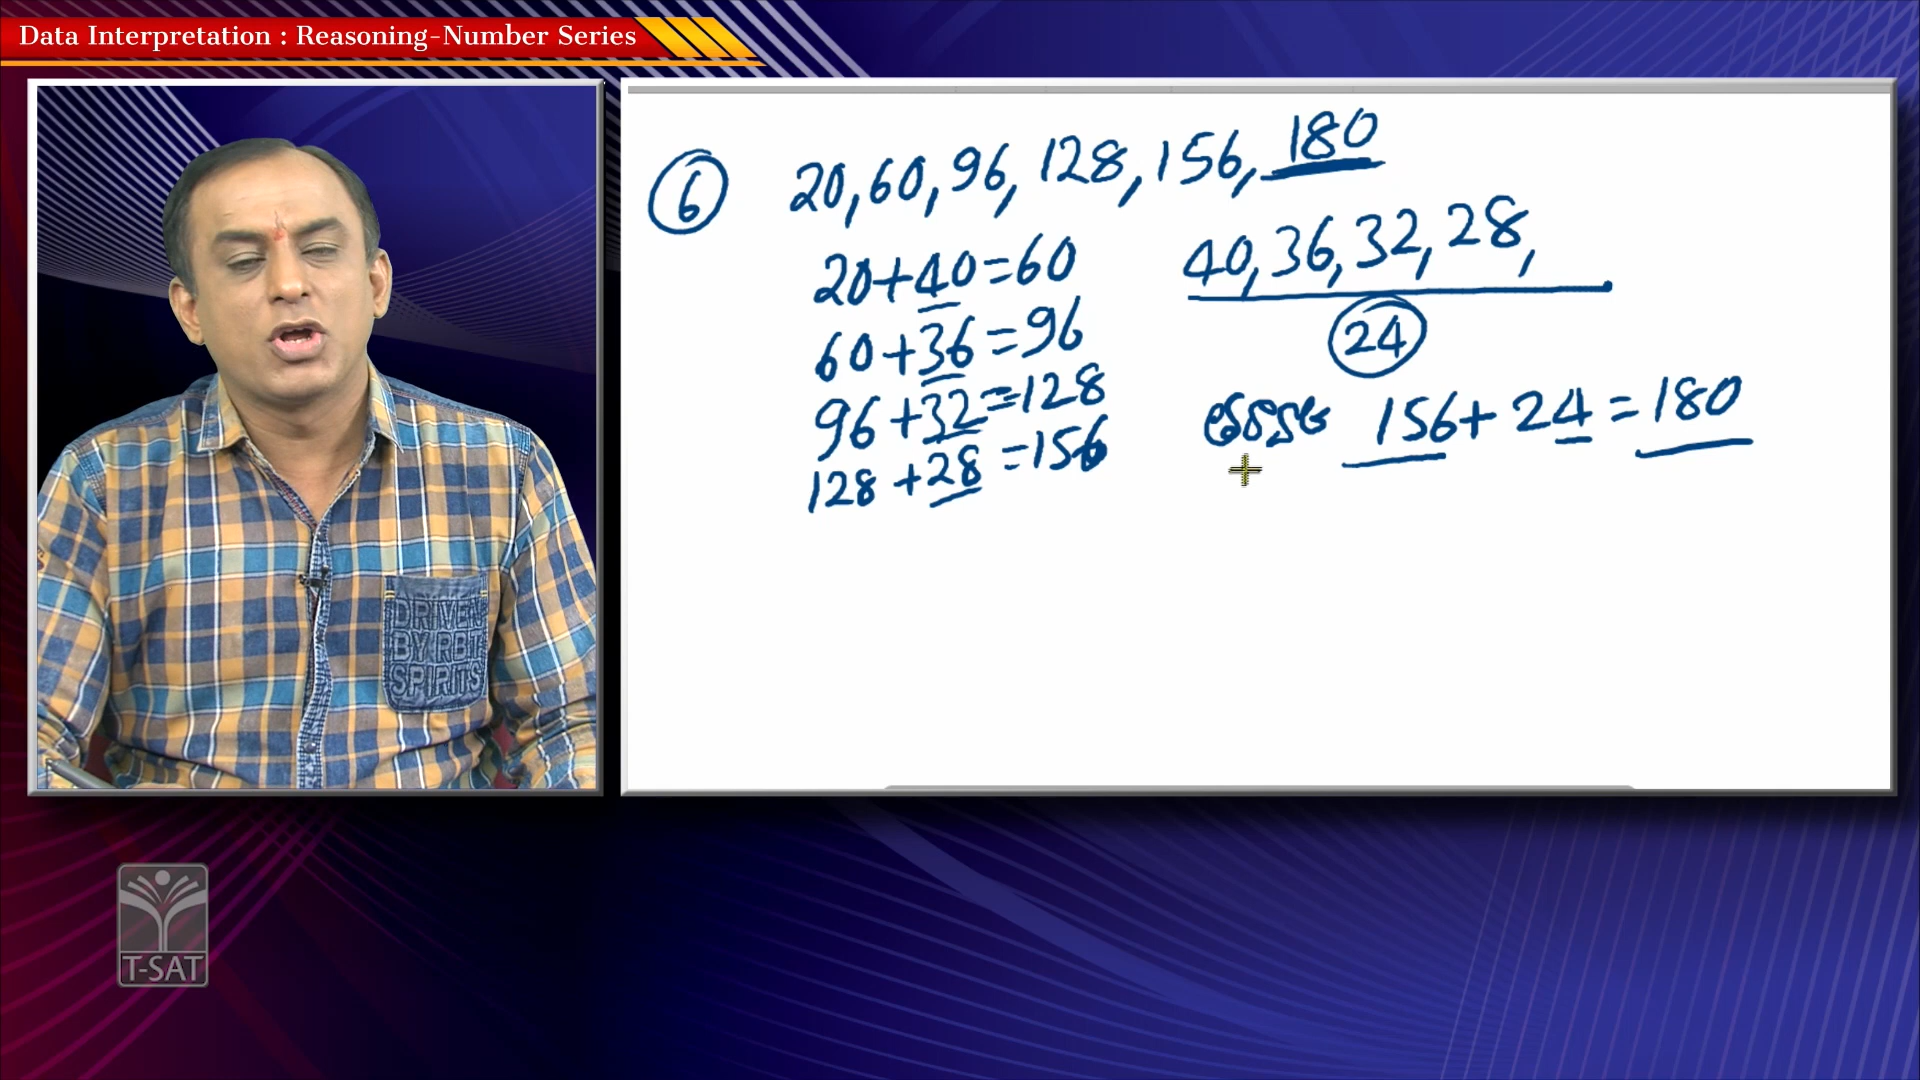 Data Interpretation : Reasoning-Number Series
6 20, 60, 96, 128, 156, 180
20+40=60
60+36=96
96+32=128
128+28=156
40, 36, 32, 28,
24
156+24=180
DRIVEN
BY RBT
SPIRITS
T-SAT